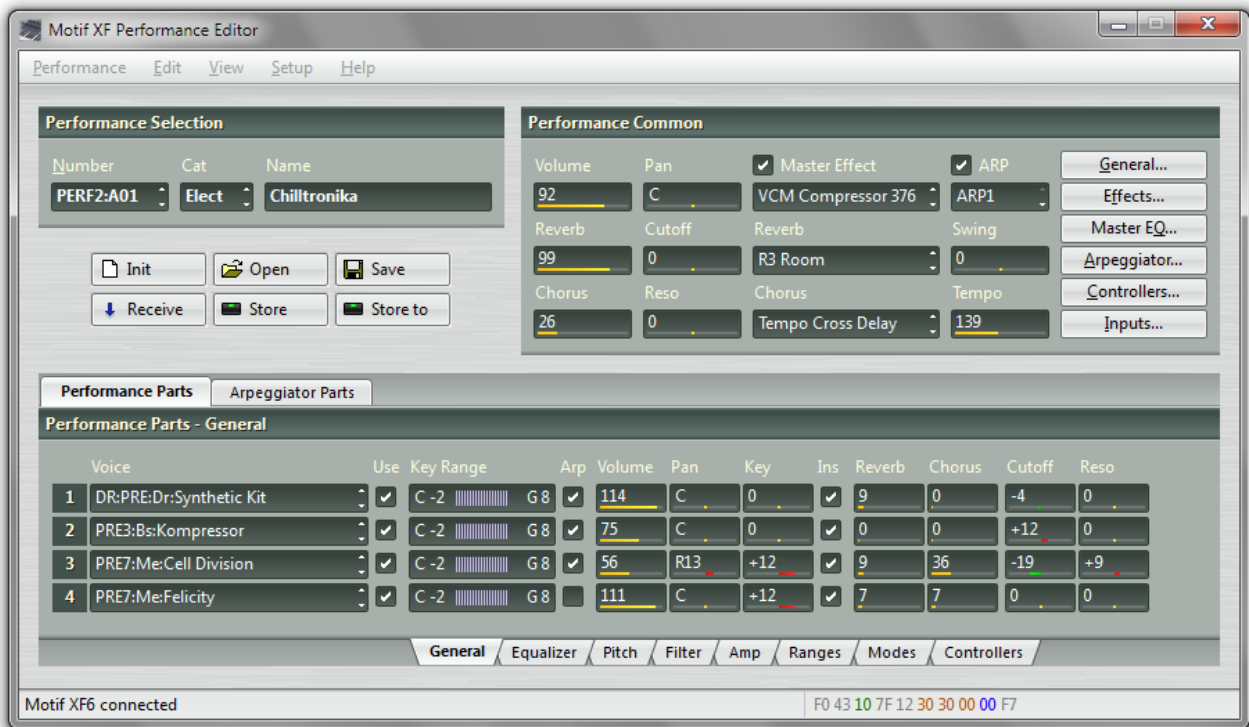 Motif XF Performance Editor
Performance Edit View Setup Help
Performance Selection
Number Cat Name
PERF2:A01 Elect Chilltronika
Init Open Save
Receive Store Store to
Performance Common
Volume Pan Master Effect ARP General...
92 C VCM Compressor 376 ARP1 Effects...
Reverb Cutoff Reverb Swing Master EQ...
99 0 R3 Room 0 Arpeggiator...
Chorus Reso Chorus Tempo Controllers...
26 0 Tempo Cross Delay 139 Inputs...
Performance Parts Arpeggiator Parts
Performance Parts - General
Voice Use Key Range Arp Volume Pan Key Ins Reverb Chorus Cutoff Reso
1 DR:PRE:Dr:Synthetic Kit C -2 G 8 114 C 0 9 0 -4 0
2 PRE3:Bs:Kompressor C -2 G 8 75 C 0 0 0 +12 0
3 PRE7:Me:Cell Division C -2 G 8 56 R13 +12 9 36 -19 +9
4 PRE7:Me:Felicity C -2 G 8 111 C +12 7 7 0 0
General Equalizer Pitch Filter Amp Ranges Modes Controllers
Motif XF6 connected F0 43 10 7F 12 30 30 00 00 F7